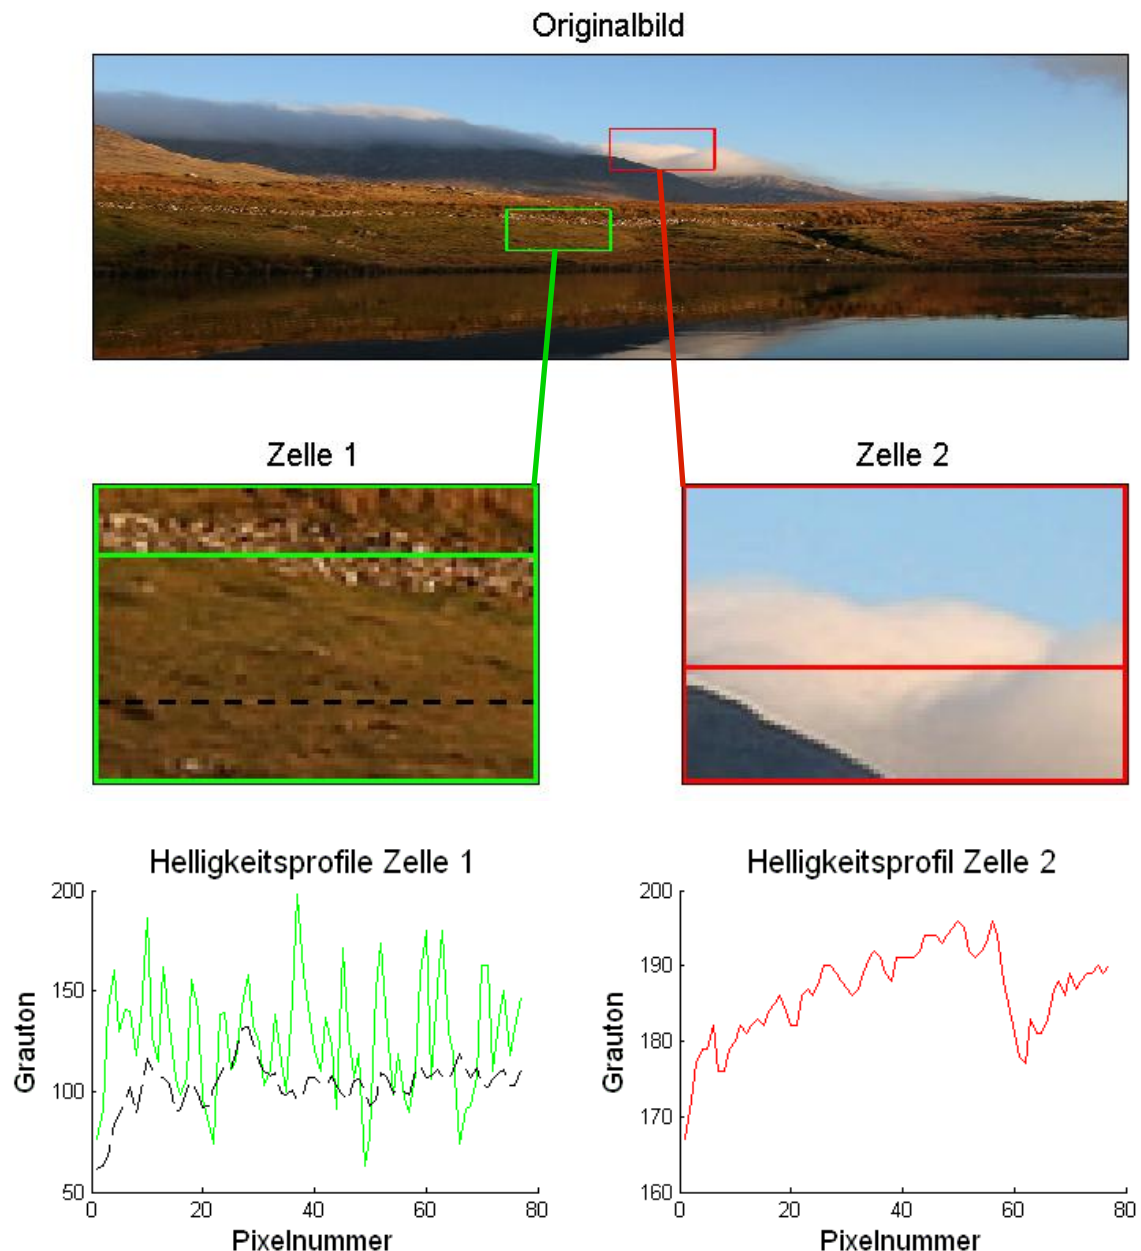 Originalbild
Zelle 1
Zelle 2
Helligkeitsprofile Zelle 1
200
150
100
50
0
20
40
60
80
Grauton
Pixelnummer
Helligkeitsprofil Zelle 2
200
190
180
170
160
0
20
40
60
80
Grauton
Pixelnummer